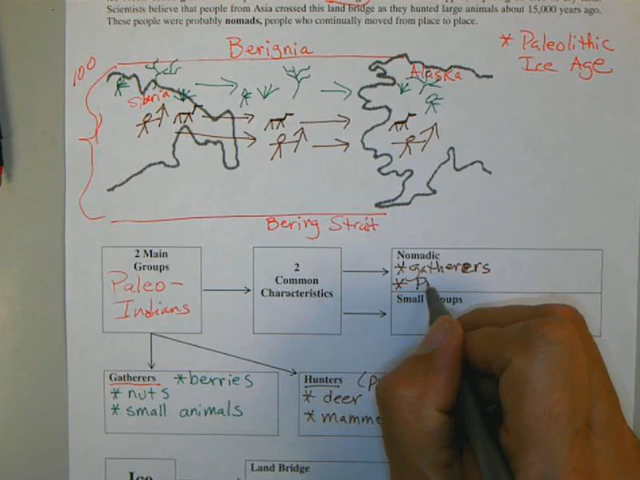 Scientists believe that people from Asia crossed this land bridge as they hunted large animals about 15,000 years ago.
These people were probably nomads, people who continually moved from place to place.
* Paleolithic
Ice Age
Berignia
100
Siberia
Alaska
Bering Strait
2 Main
Groups
Paleo-
Indians
2
Common
Characteristics
Nomadic
* gatherers
* P
Small
Gatherers * berries
* nuts
* small animals
Hunters (p
* deer
* mamm
Ice
Land Bridge